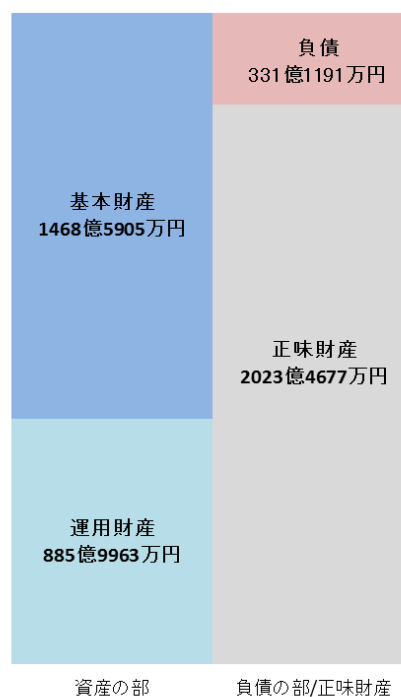 負債
331億1191万円
基本財産
1468億5905万円
正味財産
2023億4677万円
運用財産
885億9963万円
資産の部
負債の部/正味財産